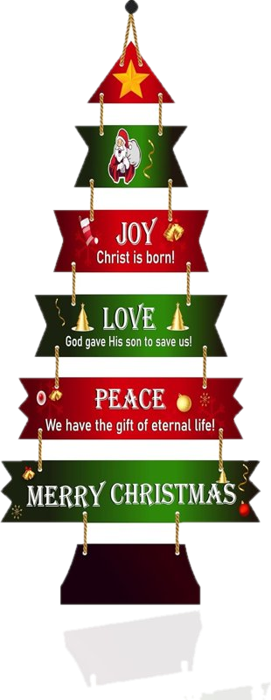 JOY
Christ is born!
LOVE
God gave His son to save us!
PEACE
We have the gift of eternal life!
MERRY CHRISTMAS